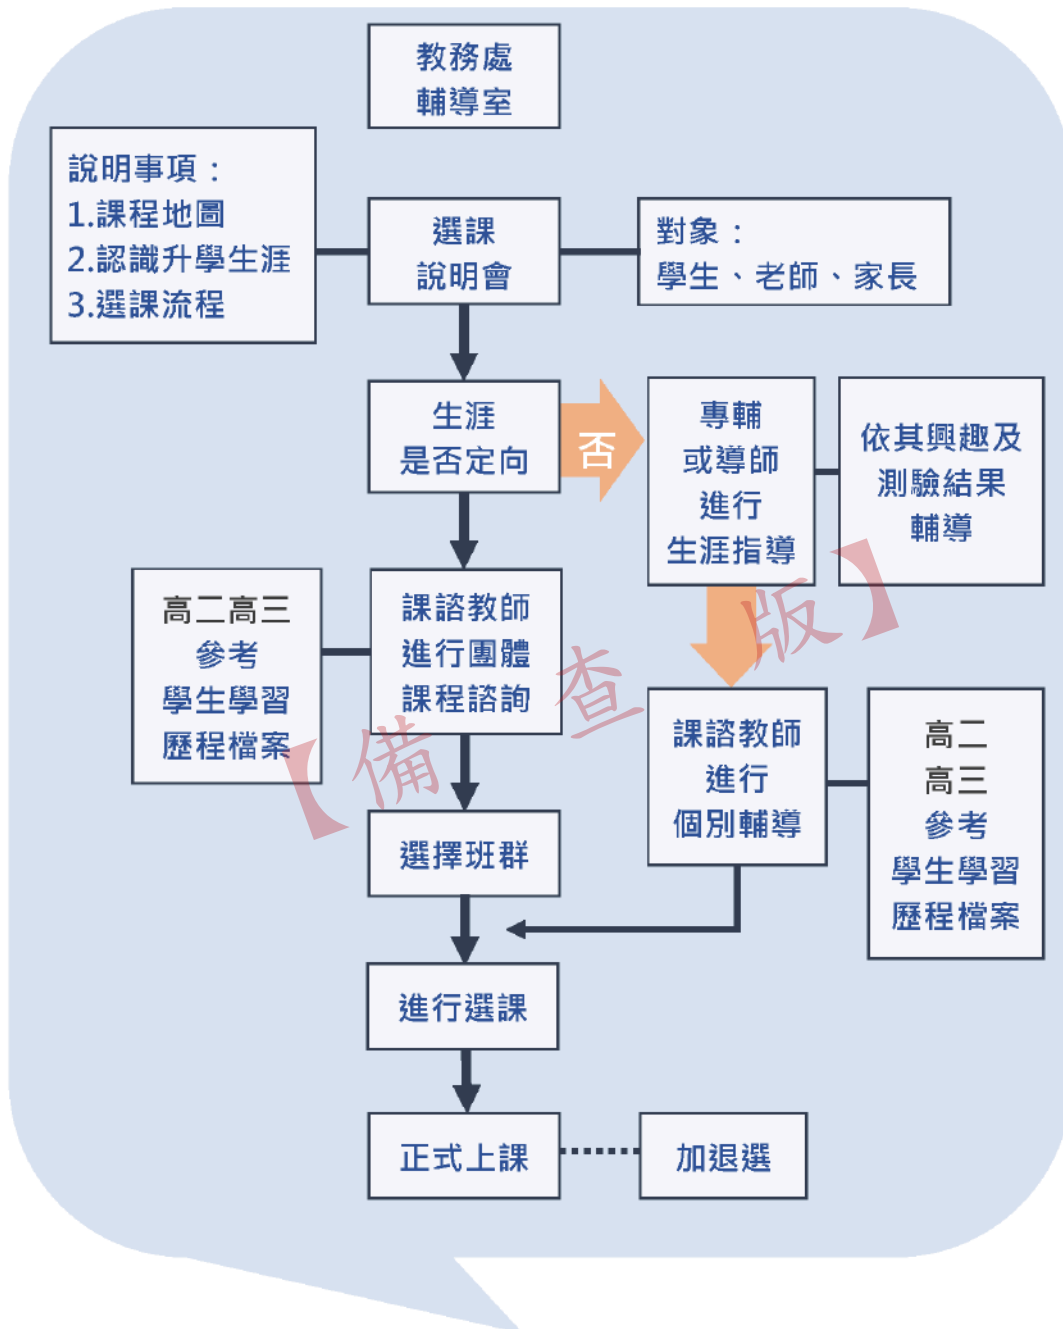 教務處
輔導室
說明事項：
1.課程地圖
2.認識升學生涯
3.選課流程
選課
說明會
對象：
學生、老師、家長
生涯
是否定向
否
專輔
或導師
進行
生涯指導
依其興趣及
測驗結果
輔導
高二高三
參考
學生學習
歷程檔案
課諮教師
進行團體
課程諮詢
課諮教師
進行
個別輔導
高二
高三
參考
學生學習
歷程檔案
選擇班群
進行選課
正式上課
加退選
【備查版】